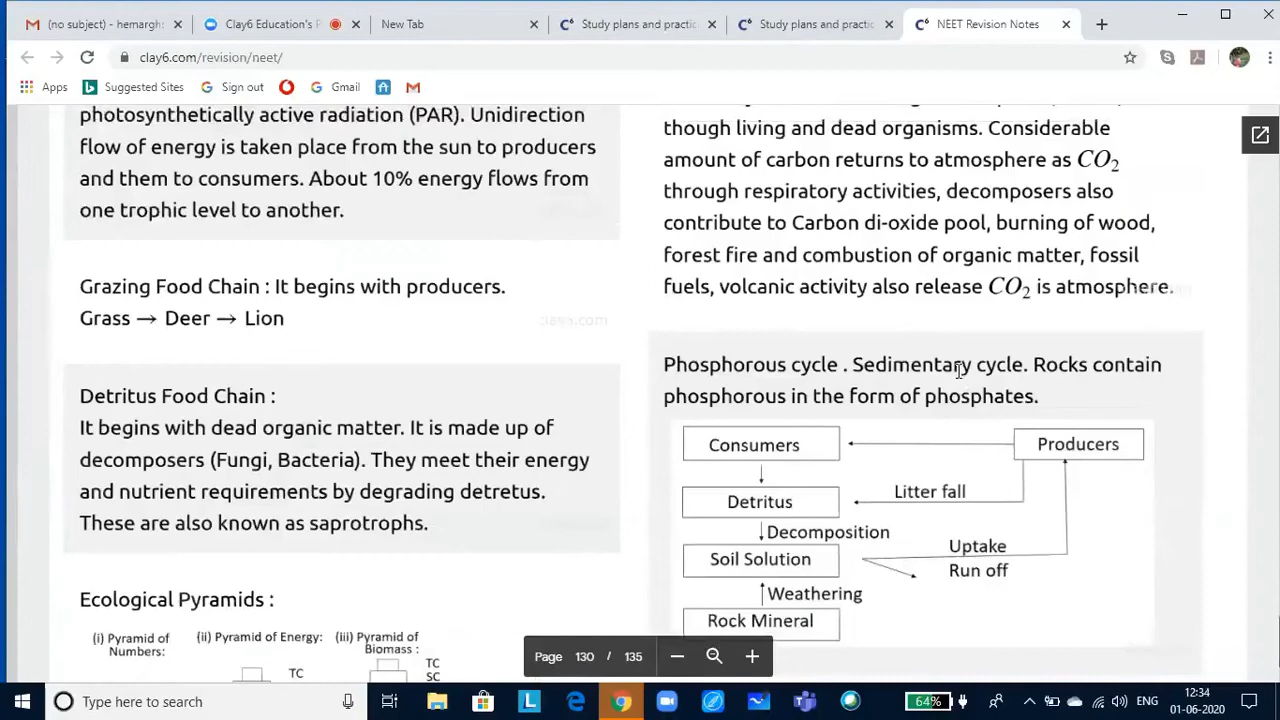 (no subject) - hemarghs
Clay6 Education's P
New Tab
Study plans and practic
Study plans and practic
NEET Revision Notes
clay6.com/revision/neet/
Apps
Suggested Sites
Sign out
Gmail
photosynthetically active radiation (PAR). Unidirection
flow of energy is taken place from the sun to producers
and them to consumers. About 10% energy flows from
one trophic level to another.
Grazing Food Chain : It begins with producers.
Grass → Deer → Lion
Detritus Food Chain :
It begins with dead organic matter. It is made up of
decomposers (Fungi, Bacteria). They meet their energy
and nutrient requirements by degrading detretus.
These are also known as saprotrophs.
Ecological Pyramids :
(i) Pyramid of
Numbers:
(ii) Pyramid of Energy:
(iii) Pyramid of
Biomass :
TC
TC
SC
though living and dead organisms. Considerable
amount of carbon returns to atmosphere as CO2
through respiratory activities, decomposers also
contribute to Carbon di-oxide pool, burning of wood,
forest fire and combustion of organic matter, fossil
fuels, volcanic activity also release CO2 is atmosphere.
Phosphorous cycle . Sedimentary cycle. Rocks contain
phosphorous in the form of phosphates.
Consumers
Producers
Litter fall
Detritus
Decomposition
Soil Solution
Uptake
Run off
Weathering
Rock Mineral
Page 130 / 135
Type here to search
64%
ENG
12:34
01-06-2020